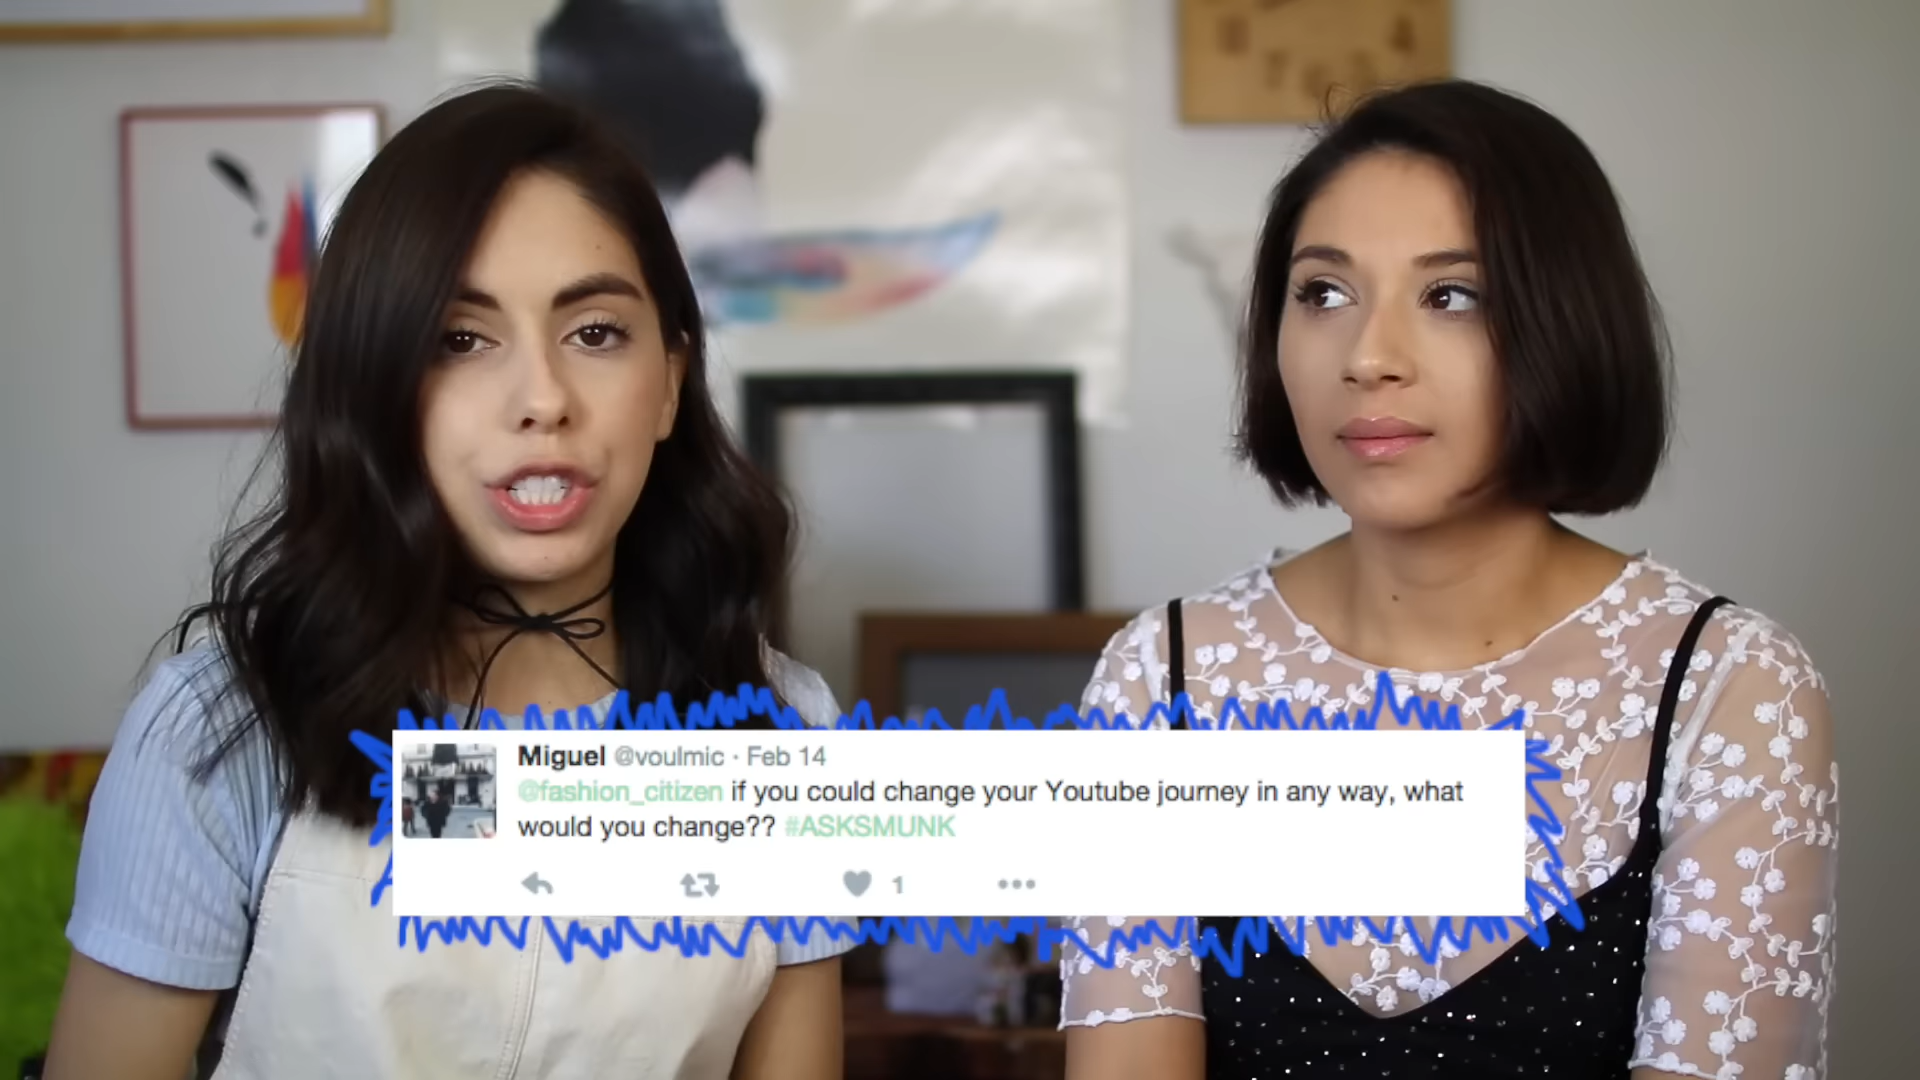 Miguel @voulmic · Feb 14
@fashion_citizen if you could change your Youtube journey in any way, what
would you change?? #ASKSMUNK
1